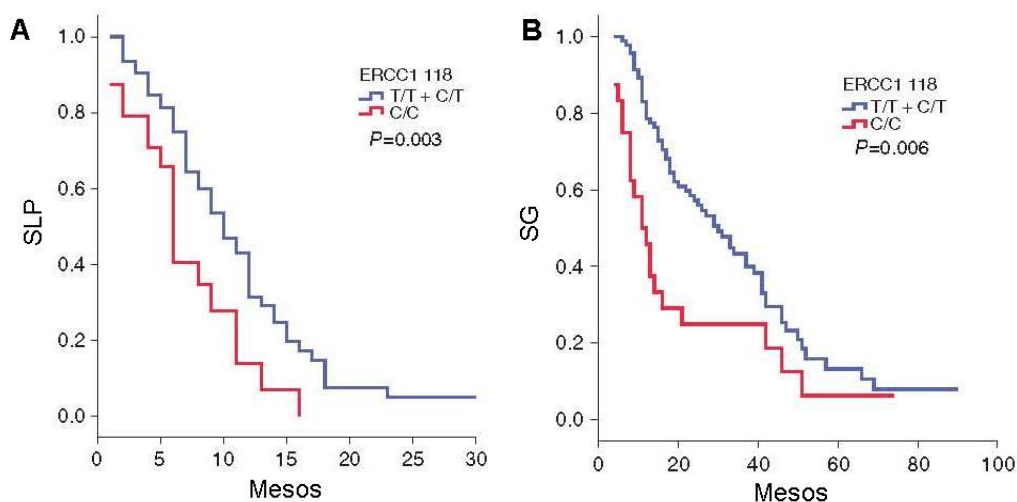 A
1.0
0.8
0.6
0.4
0.2
0.0
SLP
ERCC1 118
T/T + C/T
C/C
P=0.003
0 5 10 15 20 25 30
Mesos
B
1.0
0.8
0.6
0.4
0.2
0.0
SG
ERCC1 118
T/T + C/T
C/C
P=0.006
0 20 40 60 80 100
Mesos